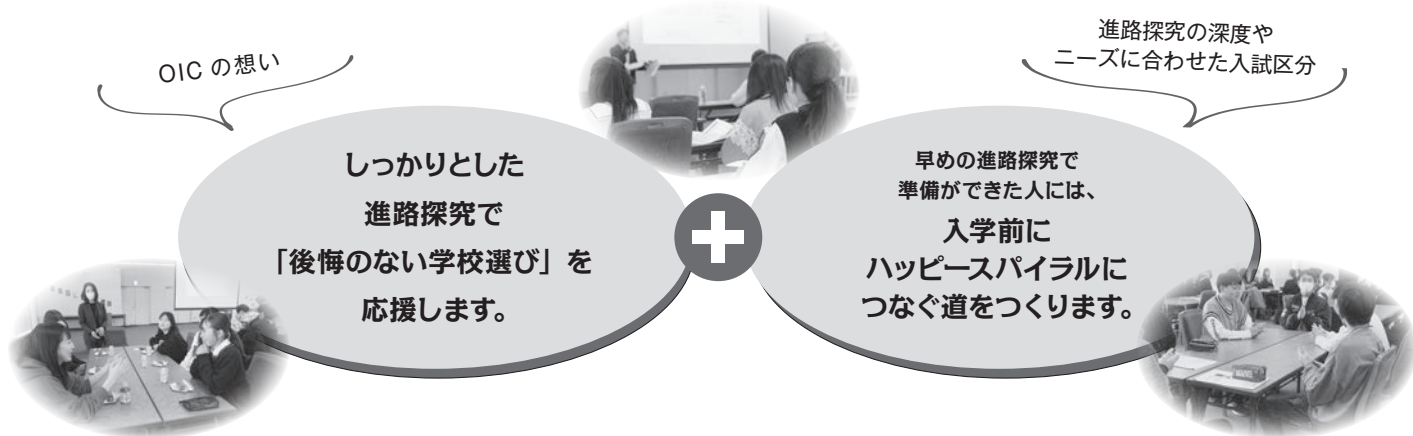 OIC の想い
しっかりとした
進路探究で
「後悔のない学校選び」を
応援します。
進路探究の深度や
ニーズに合わせた入試区分
早めの進路探究で
準備ができた人には、
入学前に
ハッピースパイラルに
つなぐ道をつくります。